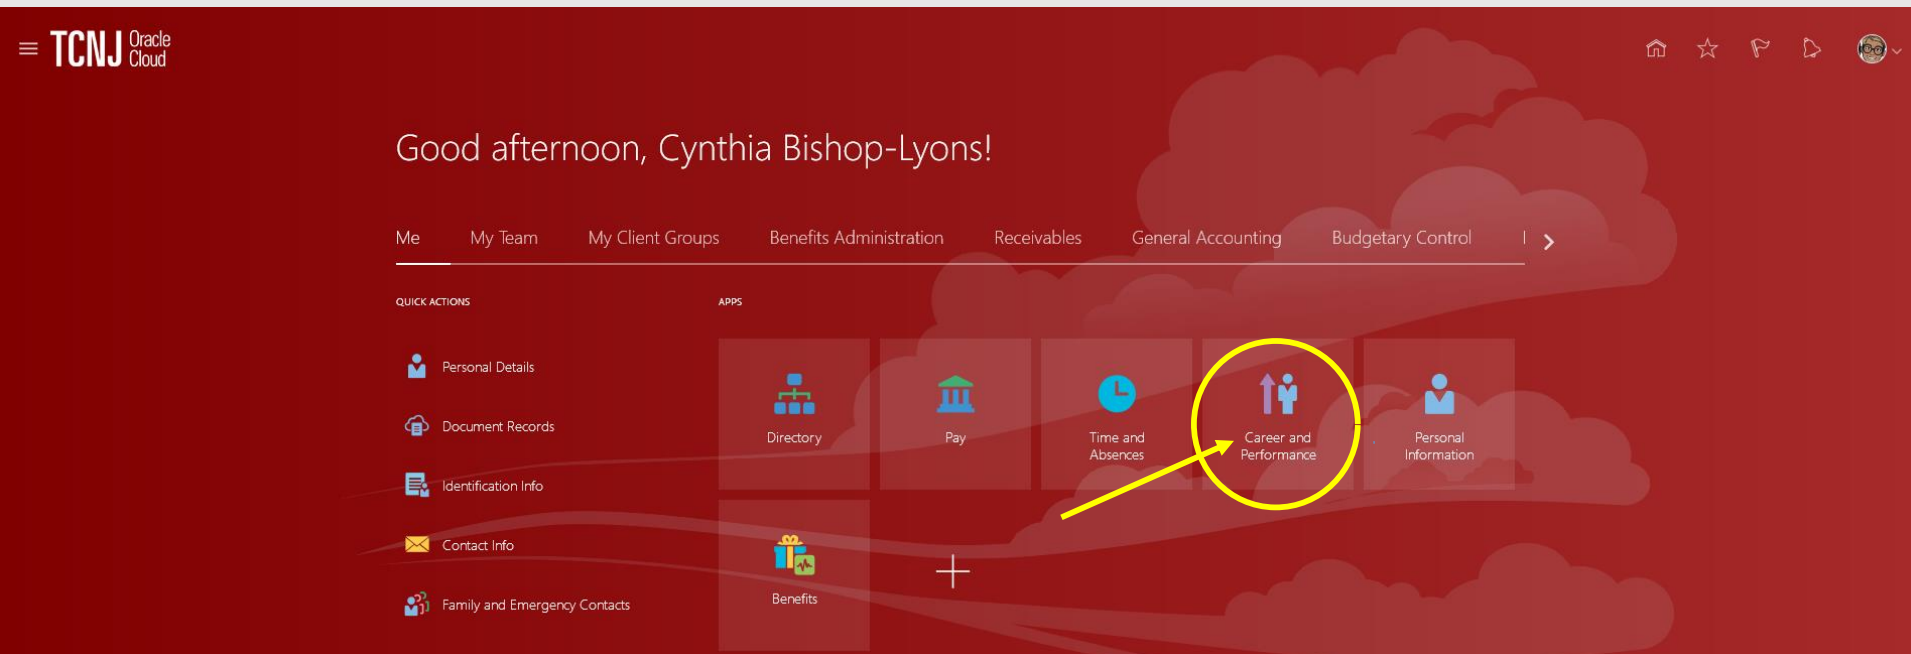 TCNJ Oracle Cloud
Good afternoon, Cynthia Bishop-Lyons!
Me My Team My Client Groups Benefits Administration Receivables General Accounting Budgetary Control
QUICK ACTIONS
Personal Details
Document Records
Identification Info
Contact Info
Family and Emergency Contacts
APPS
Directory
Pay
Time and
Absences
Career and
Performance
Personal
Information
Benefits